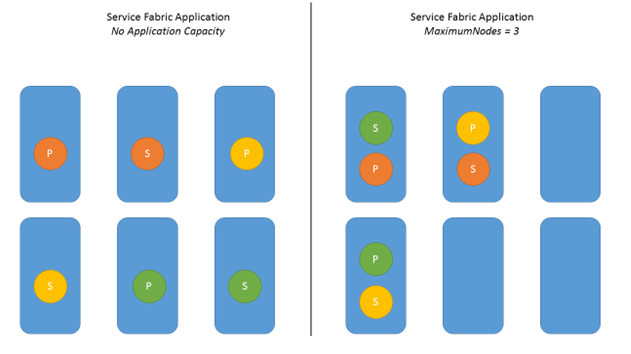 Service Fabric Application
No Application Capacity
P
S
P
S
P
S
Service Fabric Application
MaximumNodes = 3
S
P
P
S
P
S